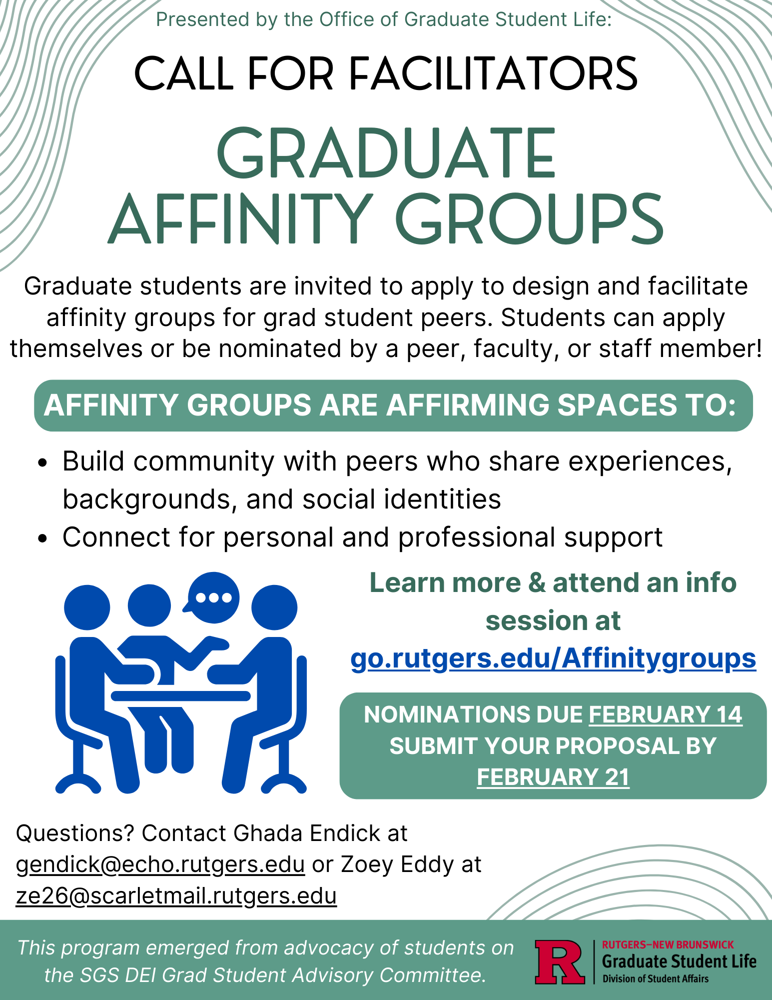 Presented by the Office of Graduate Student Life:
CALL FOR FACILITATORS
GRADUATE
AFFINITY GROUPS
Graduate students are invited to apply to design and facilitate
affinity groups for grad student peers. Students can apply
themselves or be nominated by a peer, faculty, or staff member!
AFFINITY GROUPS ARE AFFIRMING SPACES TO:
• Build community with peers who share experiences,
backgrounds, and social identities
• Connect for personal and professional support
Learn more & attend an info
session at
go.rutgers.edu/Affinitygroups
NOMINATIONS DUE FEBRUARY 14
SUBMIT YOUR PROPOSAL BY
FEBRUARY 21
Questions? Contact Ghada Endick at
gendick@echo.rutgers.edu or Zoey Eddy at
ze26@scarletmail.rutgers.edu
This program emerged from advocacy of students on
the SGS DEI Grad Student Advisory Committee.
R
RUTGERS–NEW BRUNSWICK
Graduate Student Life
Division of Student Affairs